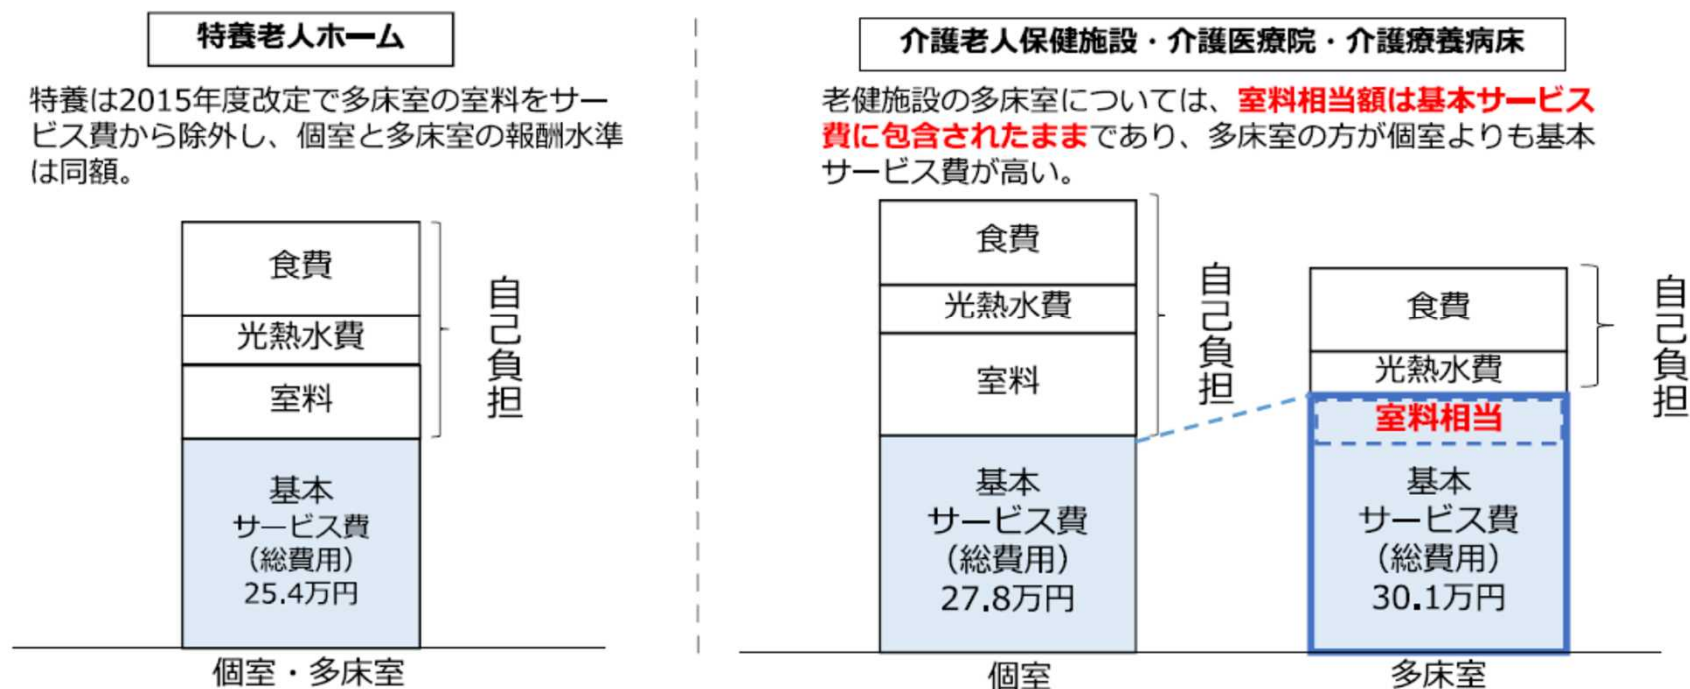 特養老人ホーム
特養は2015年度改定で多床室の室料をサー
ビス費から除外し、個室と多床室の報酬水準
は同額。
食費
光熱水費
室料
自己負担
基本
サービス費
（総費用）
25.4万円
個室・多床室
介護老人保健施設・介護医療院・介護療養病床
老健施設の多床室については、室料相当額は基本サービス
費に包含されたままであり、多床室の方が個室よりも基本
サービス費が高い。
食費
光熱水費
室料
自己負担
基本
サービス費
（総費用）
27.8万円
個室
食費
光熱水費
自己負担
室料相当
基本
サービス費
（総費用）
30.1万円
多床室